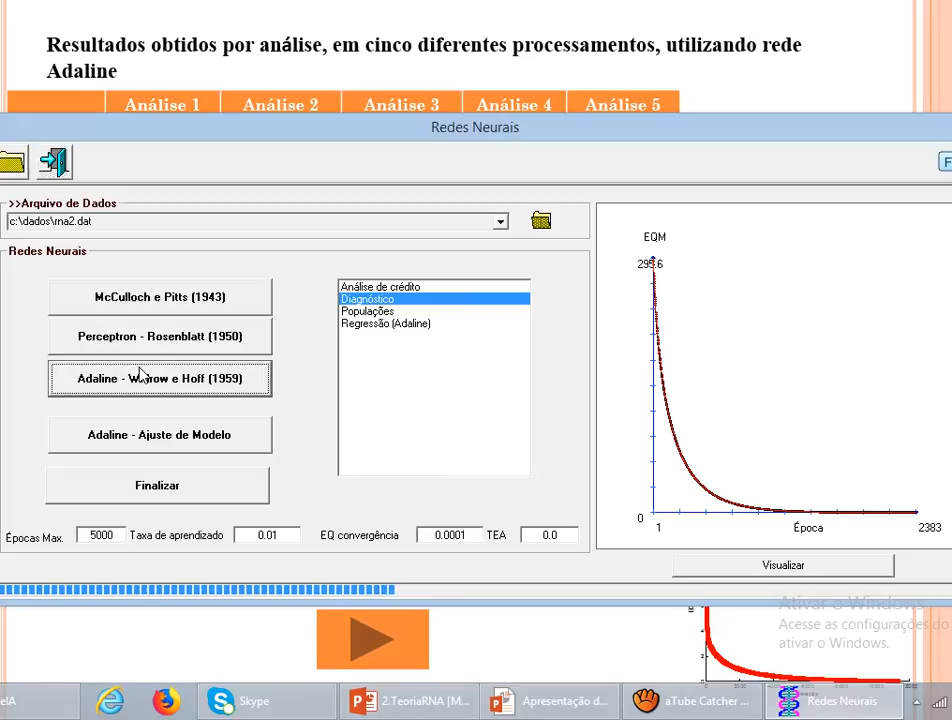 Resultados obtidos por análise, em cinco diferentes processamentos, utilizando rede
Adaline
Análise 1 Análise 2 Análise 3 Análise 4 Análise 5
Redes Neurais
F
>>Arquivo de Dados
c:\dados\rna2.dat
Redes Neurais
McCulloch e Pitts (1943)
Perceptron - Rosenblatt (1950)
Adaline - Widrow e Hoff (1959)
Adaline - Ajuste de Modelo
Finalizar
Análise de crédito
Diagnóstico
Populações
Regressão (Adaline)
Épocas Max. 5000 Taxa de aprendizado 0.01 EQ convergência 0.0001 TEA 0.0
EQM
295.6
0
1 Época 2383
Visualizar
Ativar o Windows
Acesse as configurações do
ativar o Windows.
elA Skype 2.TeoriaRNA [M... Apresentação d... aTube Catcher ... Redes Neurais